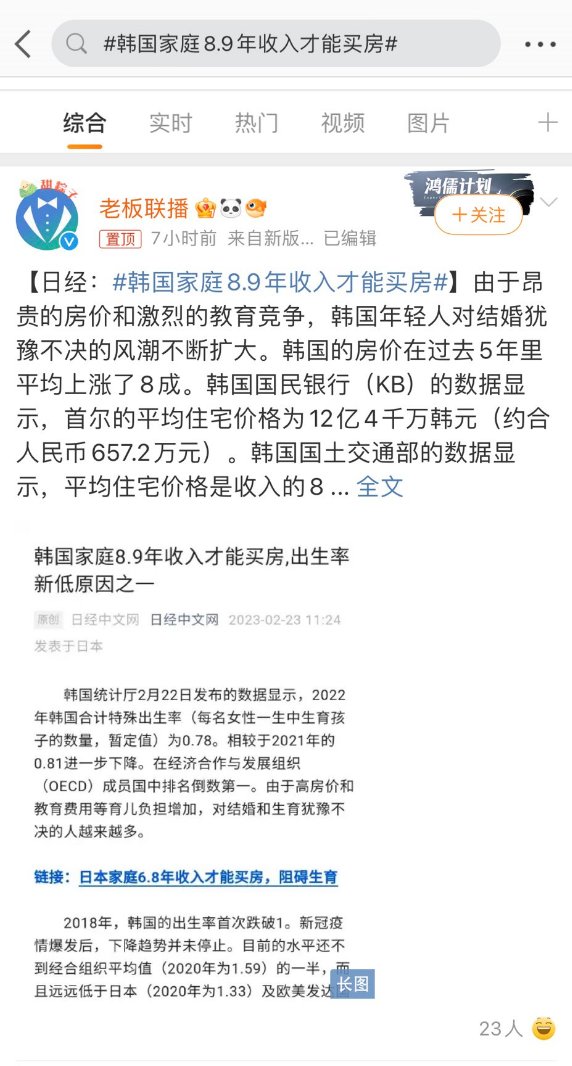 #韩国家庭8.9年收入才能买房#
综合 实时 热门 视频 图片
甜粽子
老板联播
鸿儒计划
+关注
置顶 7小时前 来自新版... 已编辑
【日经：#韩国家庭8.9年收入才能买房#】由于昂
贵的房价和激烈的教育竞争，韩国年轻人对结婚犹
豫不决的风潮不断扩大。韩国的房价在过去5年里
平均上涨了8成。韩国国民银行（KB）的数据显
示，首尔的平均住宅价格为12亿4千万韩元（约合
人民币657.2万元）。韩国国土交通部的数据显
示，平均住宅价格是收入的8 ... 全文
韩国家庭8.9年收入才能买房,出生率
新低原因之一
原创 日经中文网 日经中文网 2023-02-23 11:24
发表于日本
韩国统计厅2月22日发布的数据显示，2022
年韩国合计特殊出生率（每名女性一生中生育孩
子的数量，暂定值）为0.78。相较于2021年的
0.81进一步下降。在经济合作与发展组织
（OECD）成员国中排名倒数第一。由于高房价和
教育费用等育儿负担增加，对结婚和生育犹豫不
决的人越来越多。
链接：日本家庭6.8年收入才能买房，阻碍生育
2018年，韩国的出生率首次跌破1。新冠疫
情爆发后，下降趋势并未停止。目前的水平还不
到经合组织平均值（2020年为1.59）的一半，而
且远远低于日本（2020年为1.33）及欧美发达
长图
23人